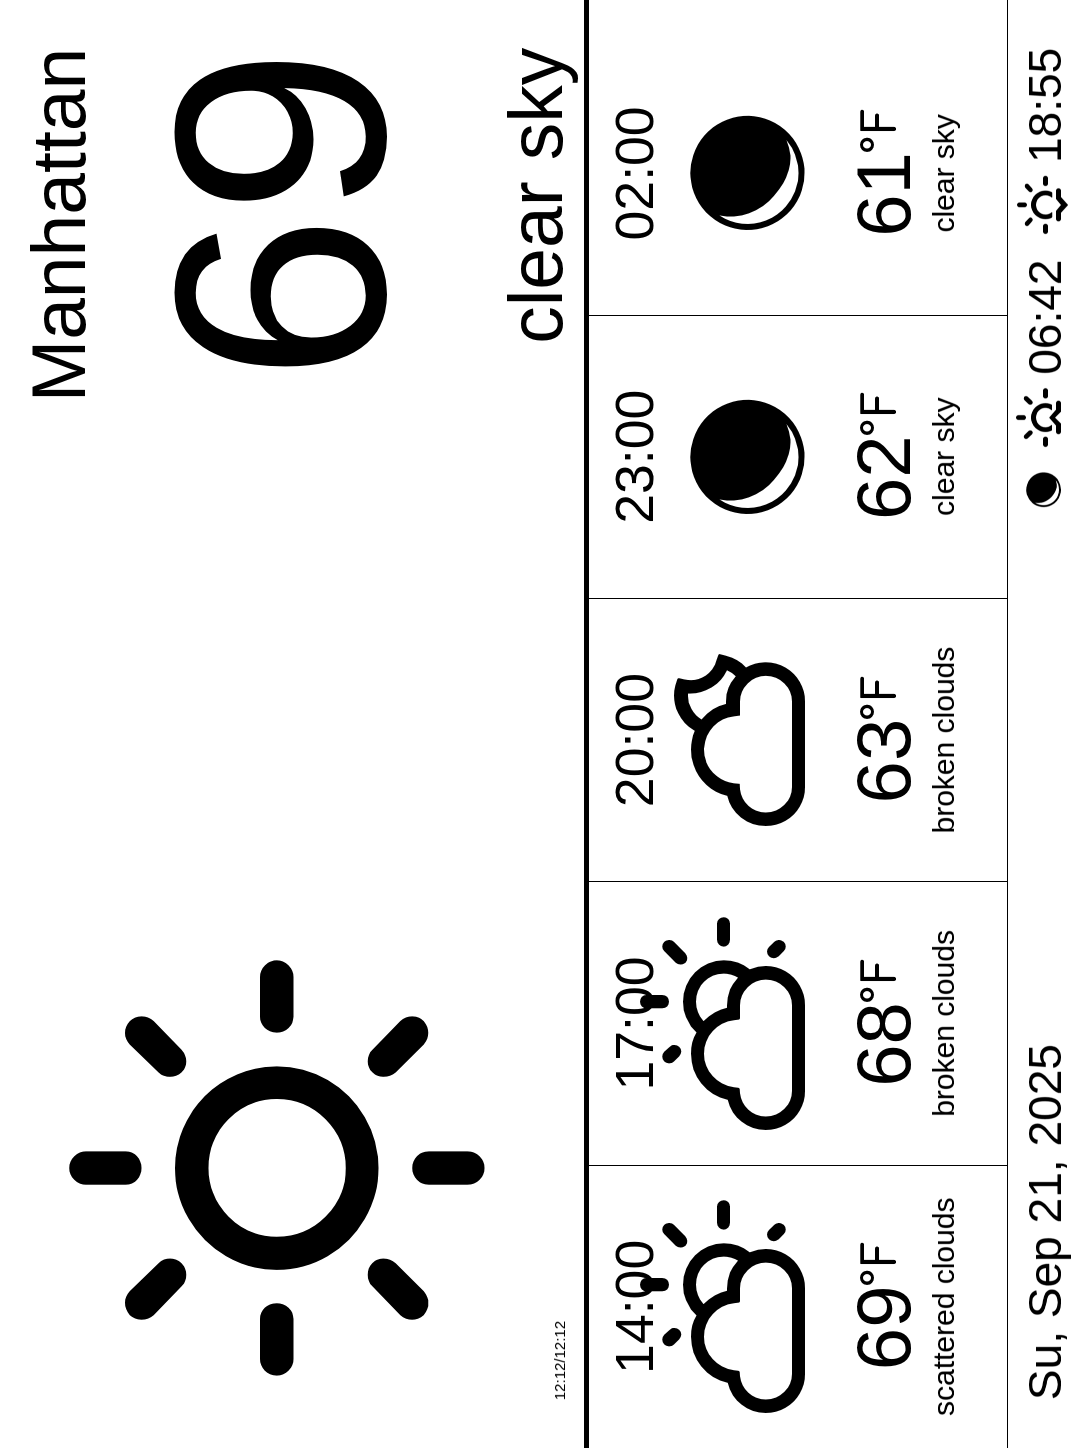 Manhattan
69
clear sky
12:12/12:12
14:00
69°F
scattered clouds
17:00
68°F
broken clouds
20:00
63°F
broken clouds
23:00
62°F
clear sky
02:00
61°F
clear sky
Su, Sep 21, 2025
06:42
18:55